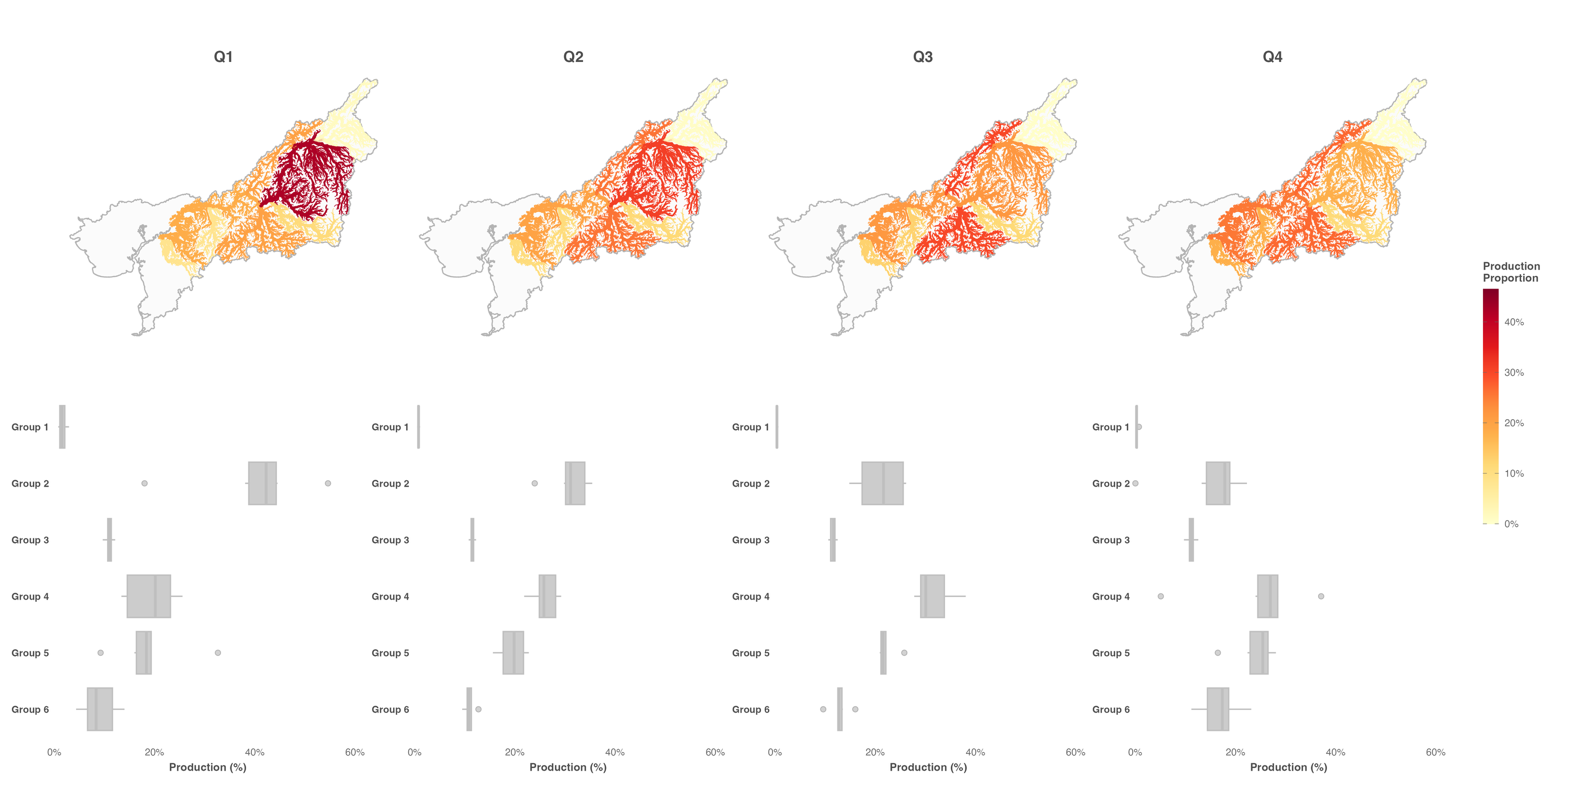 Q1
Q2
Q3
Q4
Production
Proportion
40%
30%
20%
10%
0%
Group 1
Group 2
Group 3
Group 4
Group 5
Group 6
0%
20%
40%
60%
Production (%)
Group 1
Group 2
Group 3
Group 4
Group 5
Group 6
0%
20%
40%
60%
Production (%)
Group 1
Group 2
Group 3
Group 4
Group 5
Group 6
0%
20%
40%
60%
Production (%)
Group 1
Group 2
Group 3
Group 4
Group 5
Group 6
0%
20%
40%
60%
Production (%)